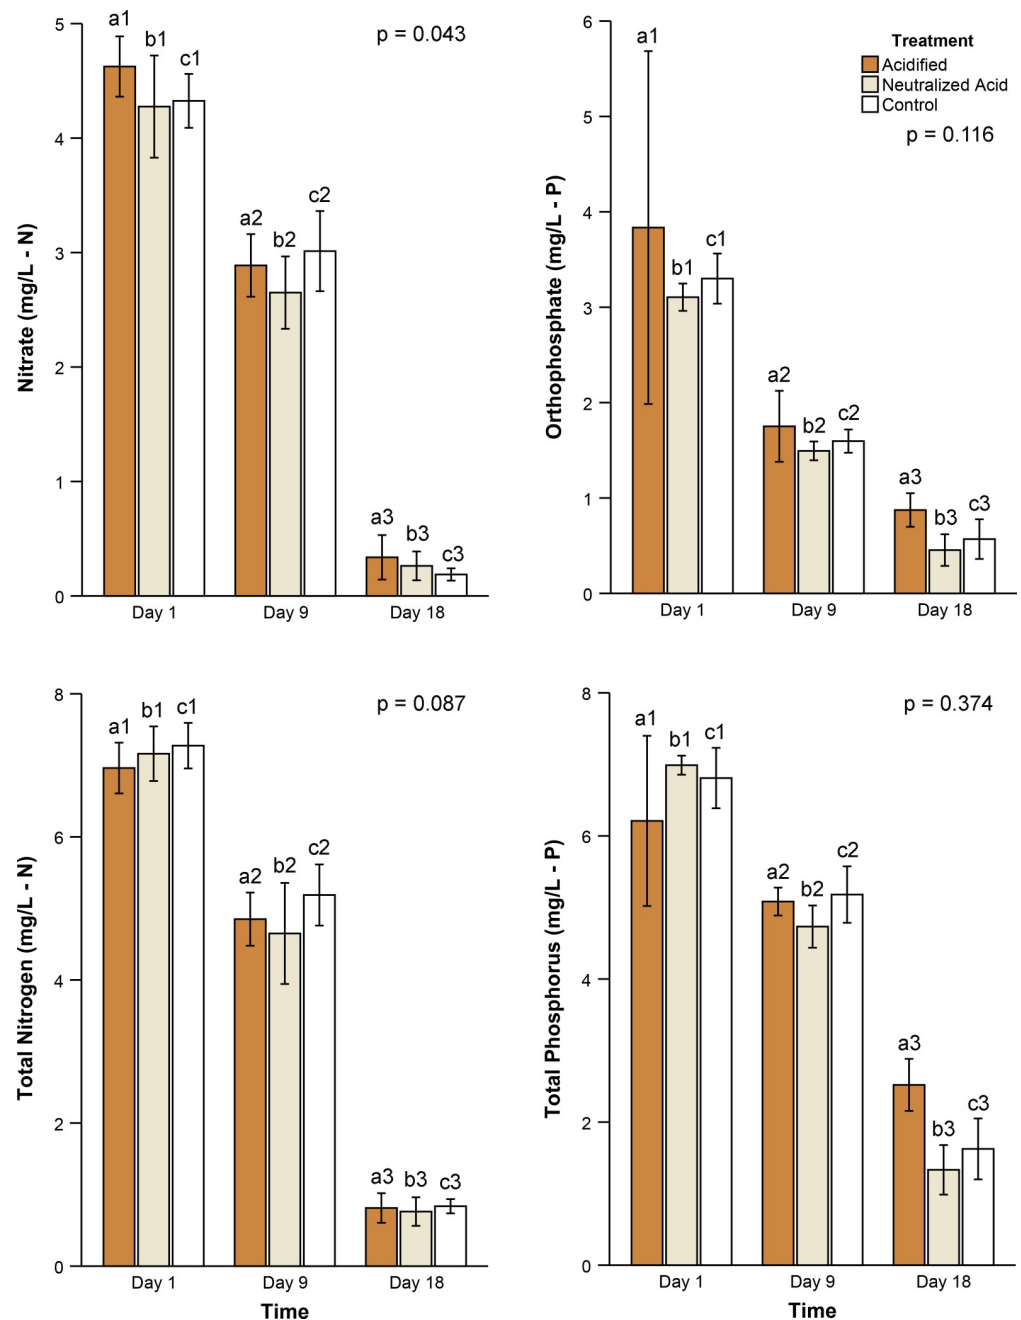 Nitrate (mg/L - N)
5
4
3
2
1
0
p = 0.043
a1
b1
c1
a2
b2
c2
a3
b3
c3
Day 1
Day 9
Day 18
Orthophosphate (mg/L - P)
6
5
4
3
2
1
0
Treatment
Acidified
Neutralized Acid
Control
p = 0.116
a1
b1
c1
a2
b2
c2
a3
b3
c3
Day 1
Day 9
Day 18
Total Nitrogen (mg/L - N)
8
6
4
2
0
p = 0.087
a1
b1
c1
a2
b2
c2
a3
b3
c3
Day 1
Day 9
Day 18
Time
Total Phosphorus (mg/L - P)
8
6
4
2
0
p = 0.374
a1
b1
c1
a2
b2
c2
a3
b3
c3
Day 1
Day 9
Day 18
Time